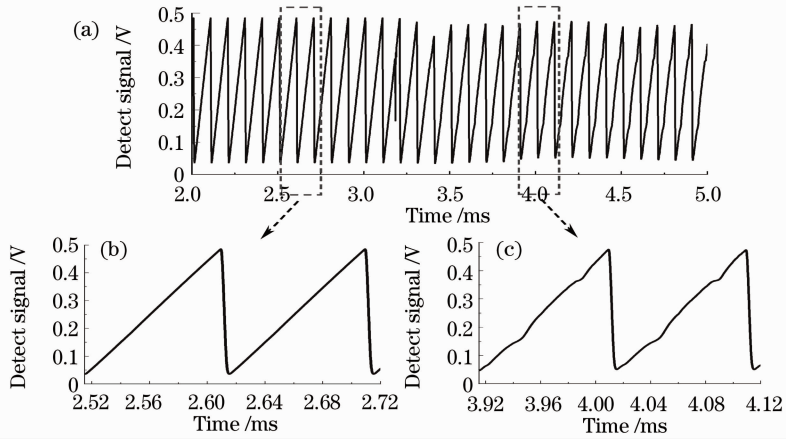 (a)
Detect signal /V
0.5
0.4
0.3
0.2
0.1
0
2.0 2.5 3.0 3.5 4.0 4.5 5.0
Time /ms
(b)
Detect signal /V
0.5
0.4
0.3
0.2
0.1
0
2.52 2.56 2.60 2.64 2.68 2.72
Time /ms
(c)
Detect signal /V
0.5
0.4
0.3
0.2
0.1
0
3.92 3.96 4.00 4.04 4.08 4.12
Time /ms